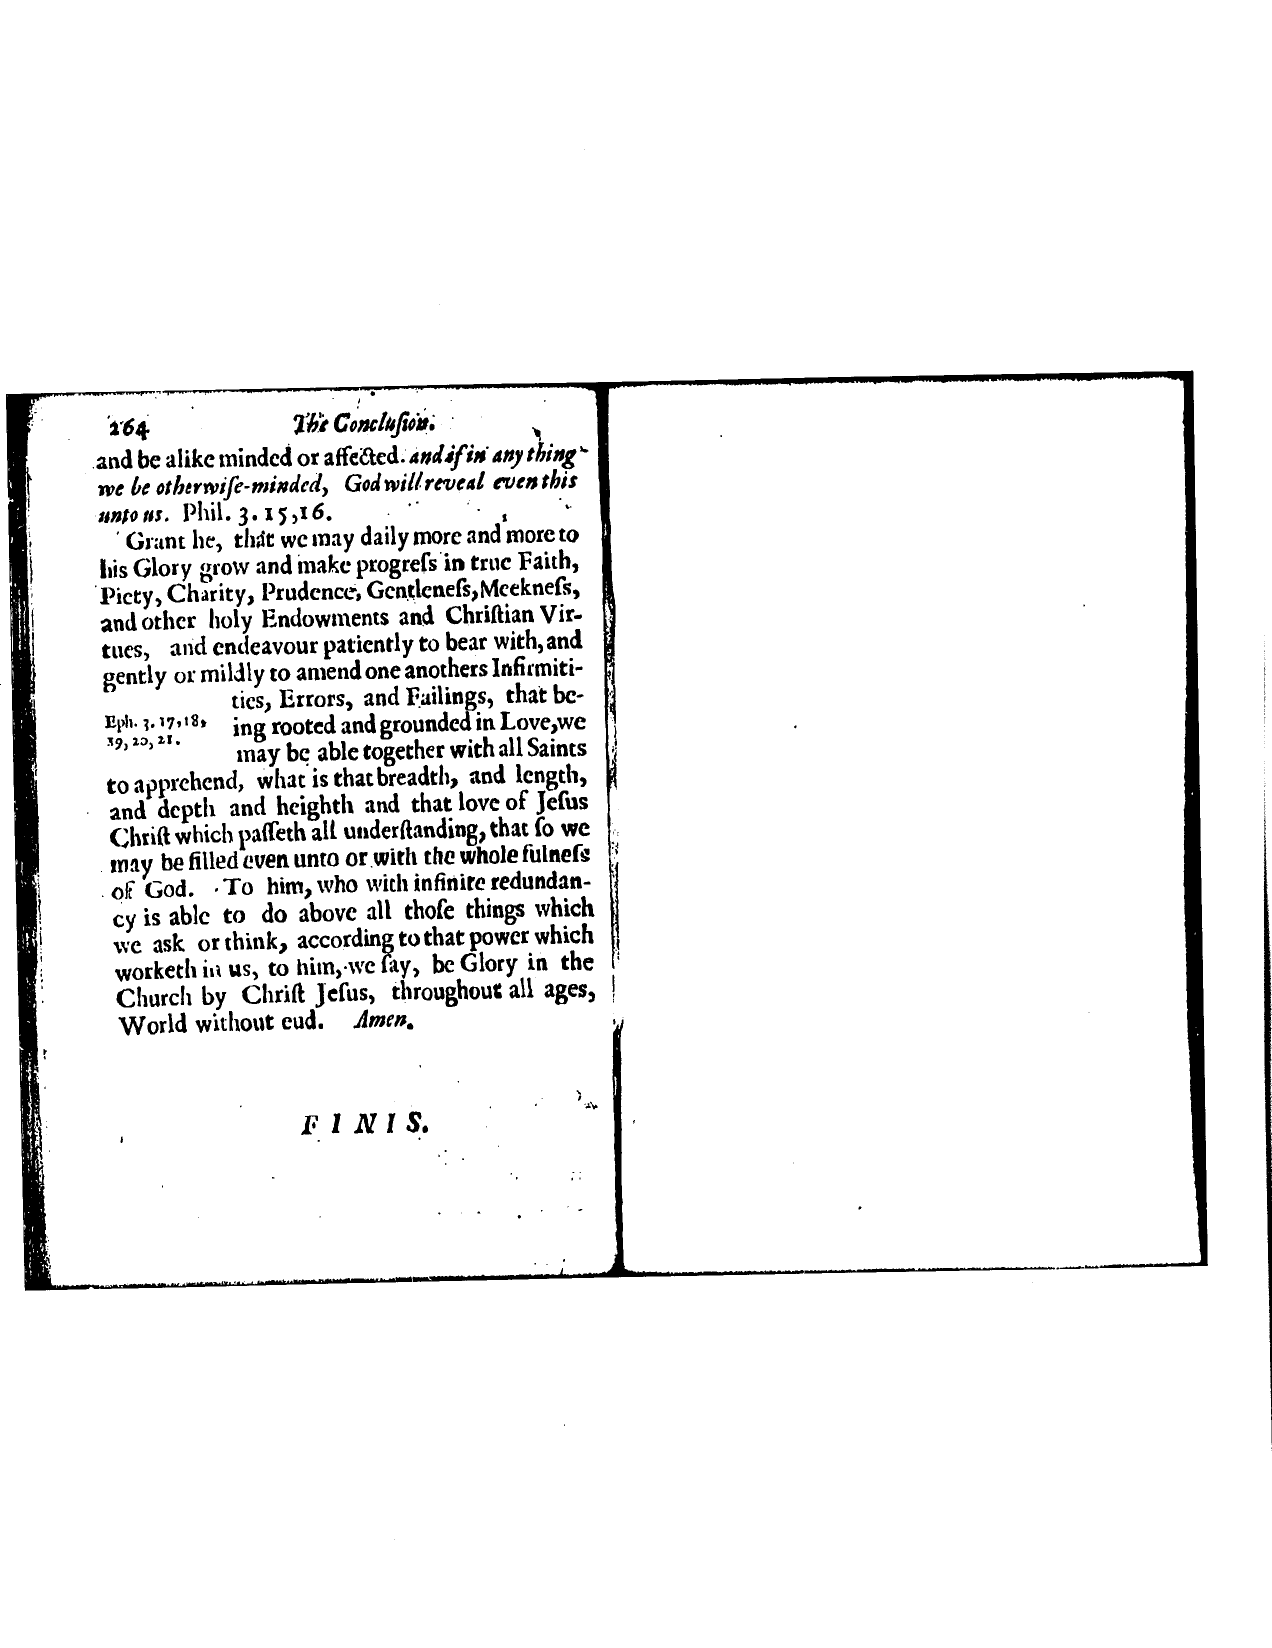 264 The Concluſion.
and be alike minded or affected. and if in any thing
we be otherwiſe-minded, God will reveal even this
unto us. Phil. 3. 15,16.
Grant he, that we may daily more and more to
his Glory grow and make progreſs in true Faith,
Piety, Charity, Prudence, Gentleneſs, Meekneſs,
and other holy Endowments and Chriſtian Vir-
tues, and endeavour patiently to bear with, and
gently or mildly to amend one anothers Infirmiti-
ties, Errors, and Failings, that be-
Eph. 3. 17,18,
ing rooted and grounded in Love, we
19, 20, 21.
may be able together with all Saints
to apprehend, what is that breadth, and length,
and depth and heighth and that love of Jeſus
Chriſt which paſſeth all underſtanding, that ſo we
may be filled even unto or with the whole fulneſs
of God. To him, who with infinite redundan-
cy is able to do above all thoſe things which
we ask or think, according to that power which
worketh in us, to him, we ſay, be Glory in the
Church by Chriſt Jeſus, throughout all ages,
World without eud. Amen.
FINIS.